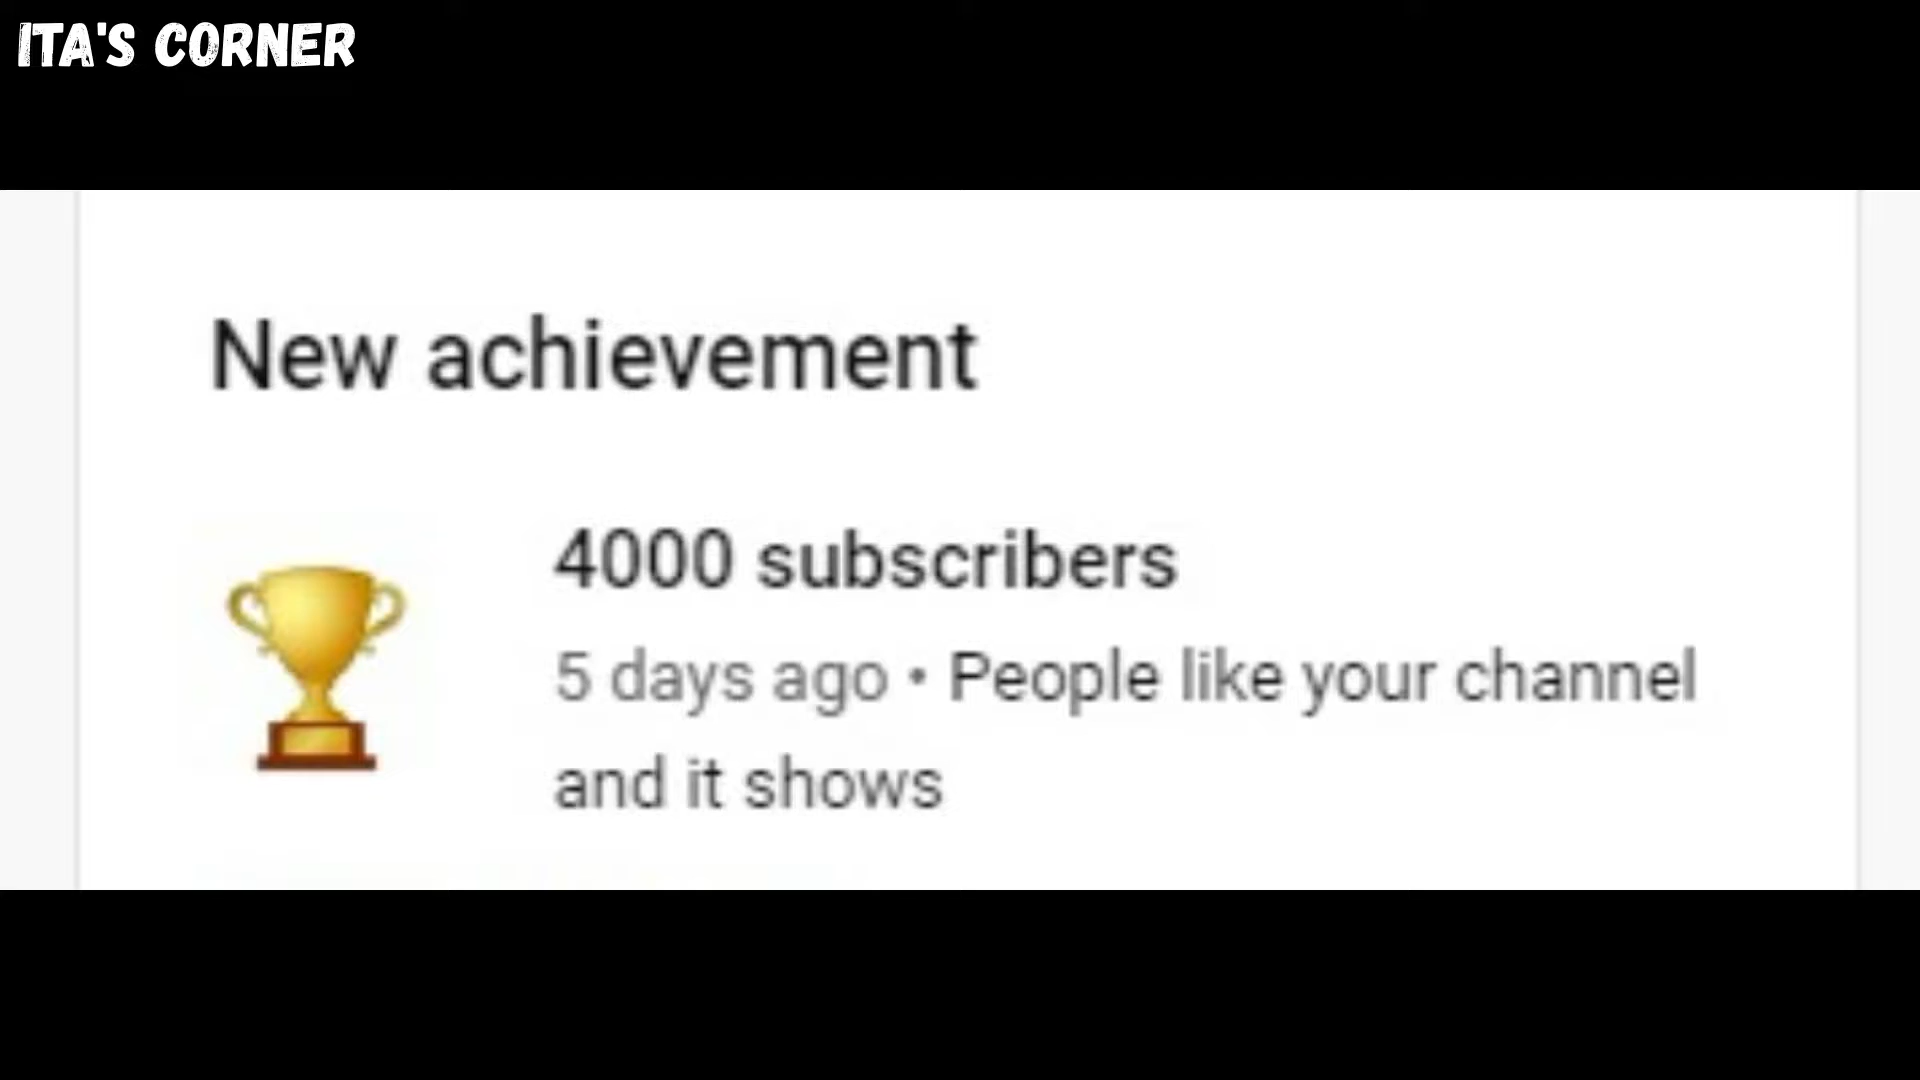 ITA'S CORNER
New achievement
4000 subscribers
5 days ago • People like your channel
and it shows